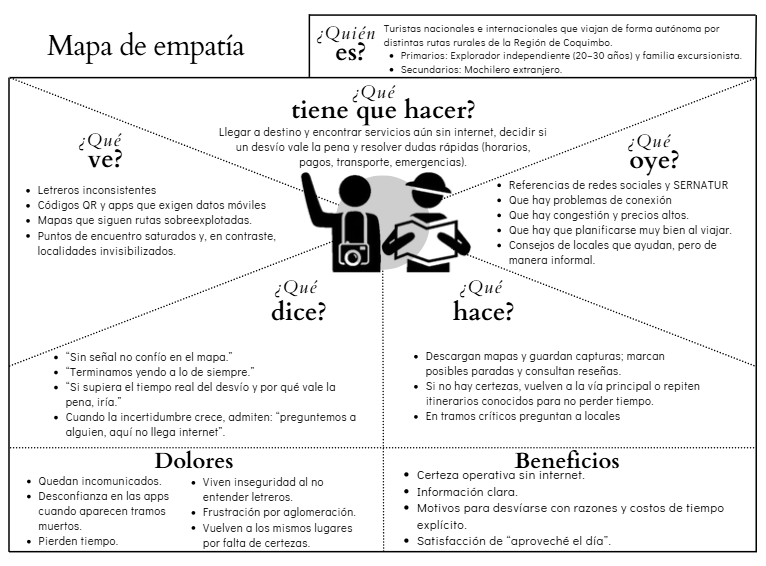 Mapa de empatía
¿Quién
es?
Turistas nacionales e internacionales que viajan de forma autónoma por
distintas rutas rurales de la Región de Coquimbo.
• Primarios: Explorador independiente (20-30 años) y familia excursionista.
• Secundarios: Mochilero extranjero.
¿Qué
tiene que hacer?
Llegar a destino y encontrar servicios aún sin internet, decidir si
un desvío vale la pena y resolver dudas rápidas (horarios,
pagos, transporte, emergencias).
¿Qué
ve?
• Letreros inconsistentes
• Códigos QR y apps que exigen datos móviles
• Mapas que siguen rutas sobreexplotadas.
• Puntos de encuentro saturados y, en contraste,
localidades invisibilizados.
¿Qué
oye?
• Referencias de redes sociales y SERNATUR
• Que hay problemas de conexión
• Que hay congestión y precios altos.
• Que hay que planificarse muy bien al viajar.
• Consejos de locales que ayudan, pero de
manera informal.
¿Qué
dice?
• “Sin señal no confío en el mapa.”
• “Terminamos yendo a lo de siempre.”
• “Si supiera el tiempo real del desvío y por qué vale la
pena, iría.”
• Cuando la incertidumbre crece, admiten: “preguntemos a
alguien, aquí no llega internet”.
¿Qué
hace?
• Descargan mapas y guardan capturas; marcan
posibles paradas y consultan reseñas.
• Si no hay certezas, vuelven a la vía principal o repiten
itinerarios conocidos para no perder tiempo.
• En tramos críticos preguntan a locales
Dolores
• Quedan incomunicados.
• Desconfianza en las apps
cuando aparecen tramos
muertos.
• Pierden tiempo.
• Viven inseguridad al no
entender letreros.
• Frustración por aglomeración.
• Vuelven a los mismos lugares
por falta de certezas.
Beneficios
• Certeza operativa sin internet.
• Información clara.
• Motivos para desviarse con razones y costos de tiempo
explícito.
• Satisfacción de “aproveché el día”.